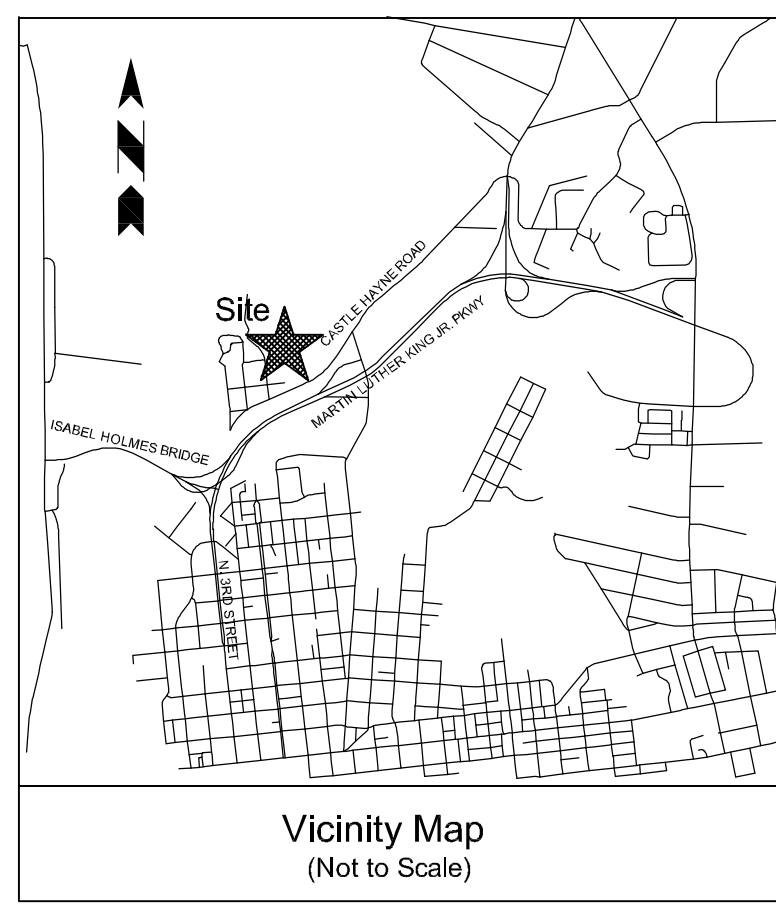 N
Site
CASTLE HAYNE ROAD
MARTIN LUTHER KING JR. PKWY
ISABEL HOLMES BRIDGE
N. 3RD STREET
Vicinity Map
(Not to Scale)